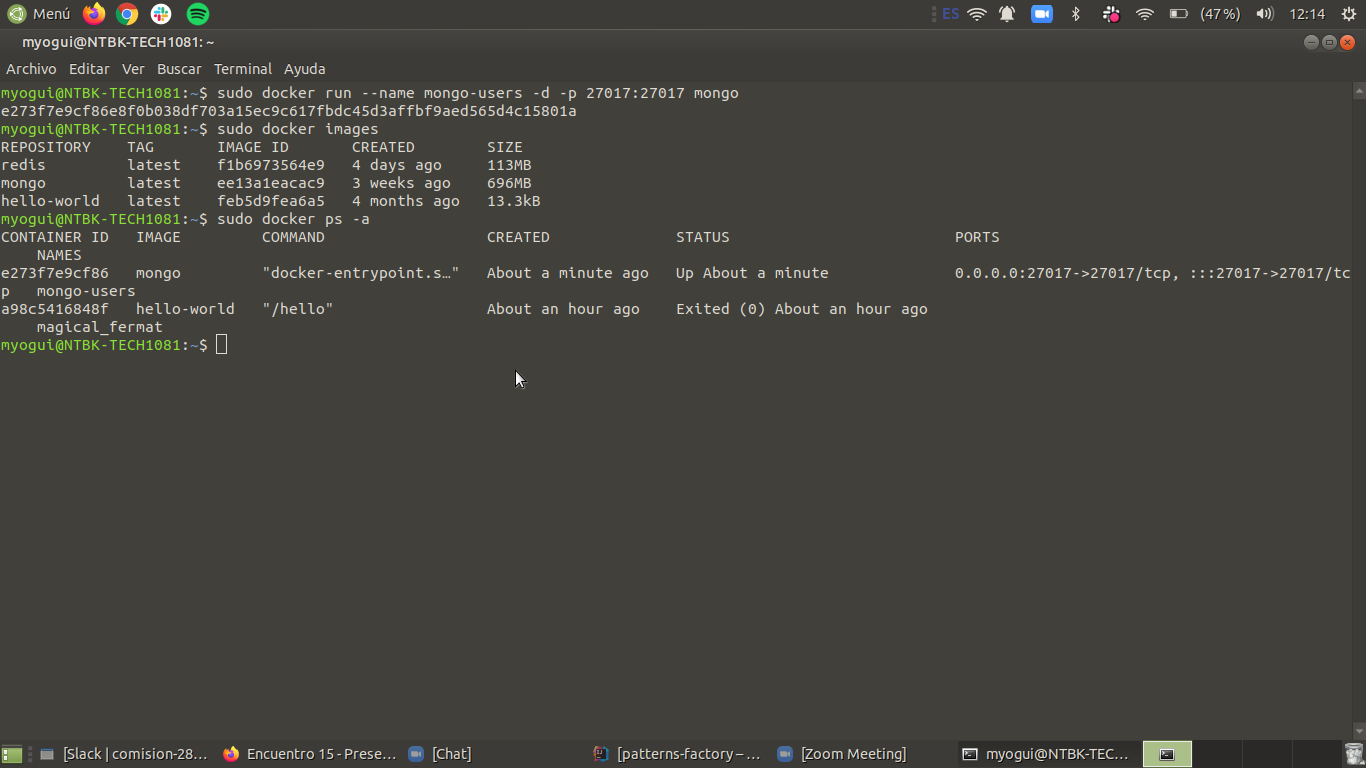 Menú ES (47%) 12:14
myogui@NTBK-TECH1081: ~
Archivo Editar Ver Buscar Terminal Ayuda
myogui@NTBK-TECH1081:~$ sudo docker run --name mongo-users -d -p 27017:27017 mongo
e273f7e9cf86e8f0b038df703a15ec9c617fbdc45d3affbf9aed565d4c15801a
myogui@NTBK-TECH1081:~$ sudo docker images
REPOSITORY    TAG       IMAGE ID       CREATED        SIZE
redis         latest    f1b6973564e9   4 days ago     113MB
mongo         latest    ee13a1eacac9   3 weeks ago    696MB
hello-world   latest    feb5d9fea6a5   4 months ago   13.3kB
myogui@NTBK-TECH1081:~$ sudo docker ps -a
CONTAINER ID   IMAGE         COMMAND                  CREATED              STATUS                         PORTS
    NAMES
e273f7e9cf86   mongo         "docker-entrypoint.s…"   About a minute ago   Up About a minute              0.0.0.0:27017->27017/tcp, :::27017->27017/tc
p   mongo-users
a98c5416848f   hello-world   "/hello"                 About an hour ago    Exited (0) About an hour ago
    magical_fermat
myogui@NTBK-TECH1081:~$
[Slack | comision-28... Encuentro 15 - Prese... [Chat] [patterns-factory – ... [Zoom Meeting] myogui@NTBK-TEC...